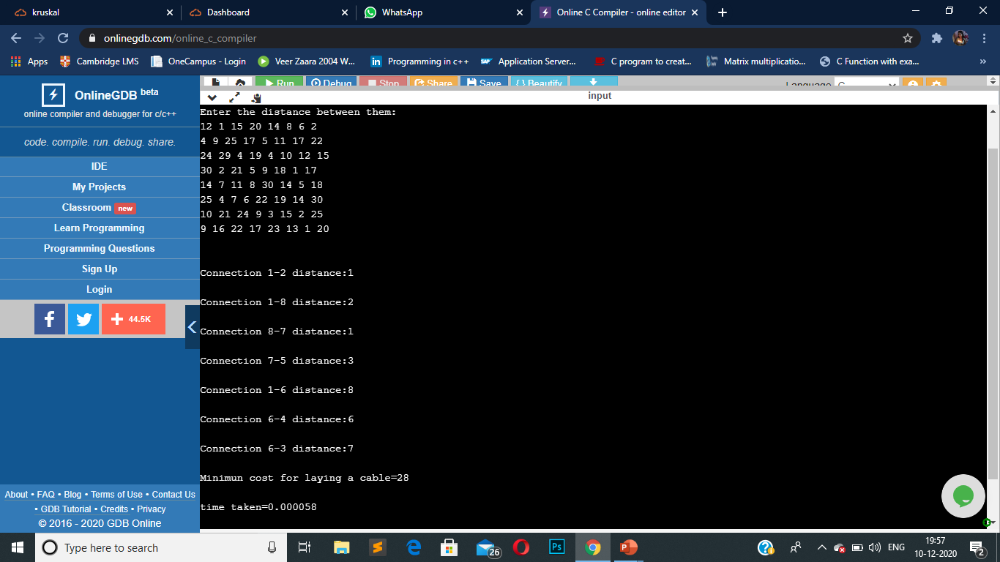 kruskal
Dashboard
WhatsApp
Online C Compiler - online editor
onlinegdb.com/online_c_compiler
Apps
Cambridge LMS
OneCampus - Login
Veer Zaara 2004 W...
Programming in c++
Application Server...
C program to creat...
Matrix multiplicatio...
C Function with exa...
»
OnlineGDB beta
online compiler and debugger for c/c++
code. compile. run. debug. share.
IDE
My Projects
Classroom new
Learn Programming
Programming Questions
Sign Up
Login
44.5K
About • FAQ • Blog • Terms of Use • Contact Us
• GDB Tutorial • Credits • Privacy
© 2016 - 2020 GDB Online
Run
Debug
Stop
Share
Save
{ } Beautify
Language
C
input
Enter the distance between them:
12 1 15 20 14 8 6 2
4 9 25 17 5 11 17 22
24 29 4 19 4 10 12 15
30 2 21 5 9 18 1 17
14 7 11 8 30 14 5 18
25 4 7 6 22 19 14 30
10 21 24 9 3 15 2 25
9 16 22 17 23 13 1 20
Connection 1-2 distance:1
Connection 1-8 distance:2
Connection 8-7 distance:1
Connection 7-5 distance:3
Connection 1-6 distance:8
Connection 6-4 distance:6
Connection 6-3 distance:7
Minimun cost for laying a cable=28
time taken=0.000058
Type here to search
26
Ps
ENG
19:57
10-12-2020
2